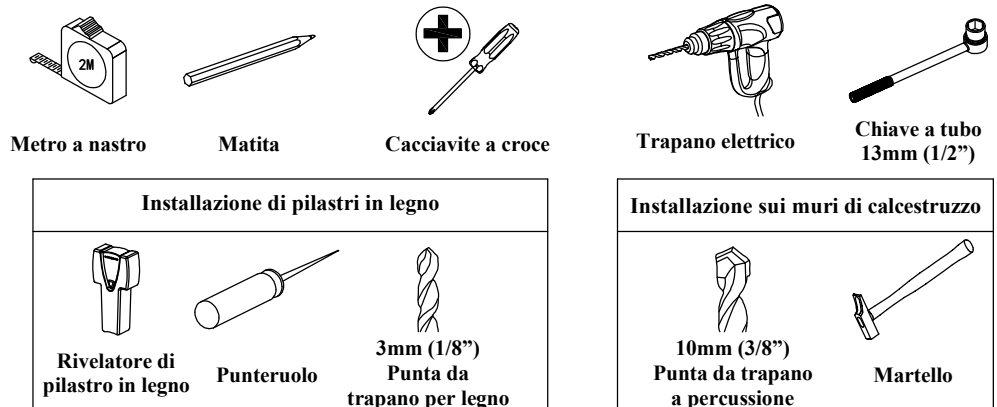 2M
Metro a nastro
Matita
Cacciavite a croce
Trapano elettrico
Chiave a tubo
13mm (1/2”)
Installazione di pilastri in legno
Rivelatore di
pilastro in legno
Punteruolo
3mm (1/8”)
Punta da
trapano per legno
Installazione sui muri di calcestruzzo
10mm (3/8”)
Punta da trapano
a percussione
Martello